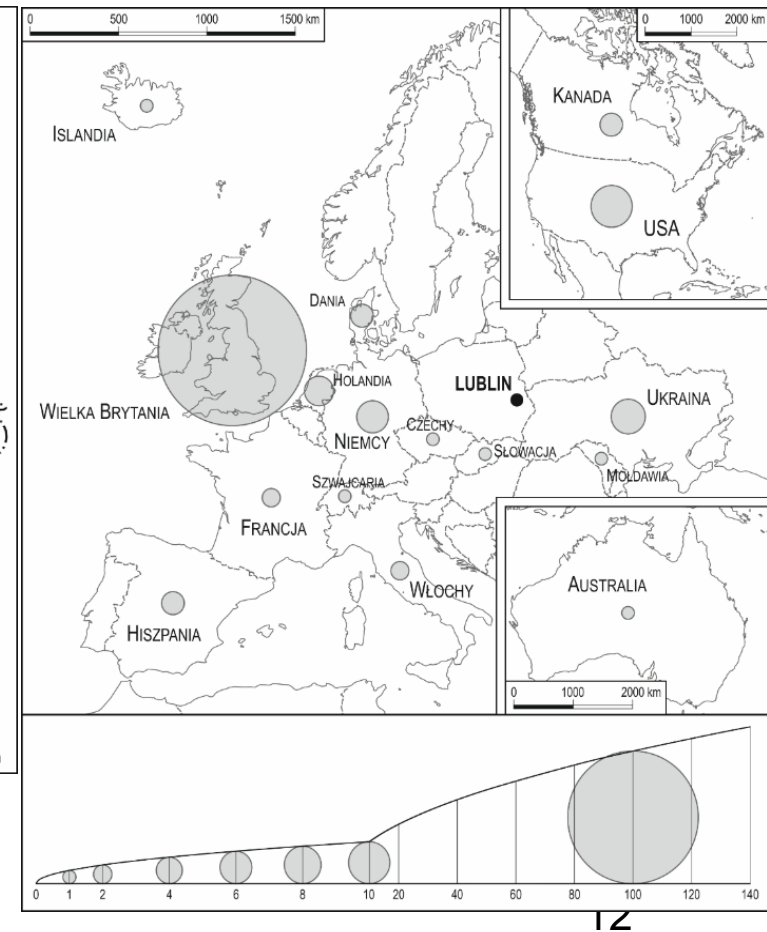 0 500 1000 1500 km
0 1000 2000 km
KANADA
ISLANDIA
USA
DANIA
HOLANDIA
LUBLIN
UKRAINA
WIELKA BRYTANIA
CZECHY
NIEMCY
SŁOWACJA
MOŁDAWIA
SZWAJCARIA
FRANCJA
AUSTRALIA
WŁOCHY
HISZPANIA
0 1000 2000 km
0 1 2 4 6 8 10 20 40 60 80 100 120 140
12